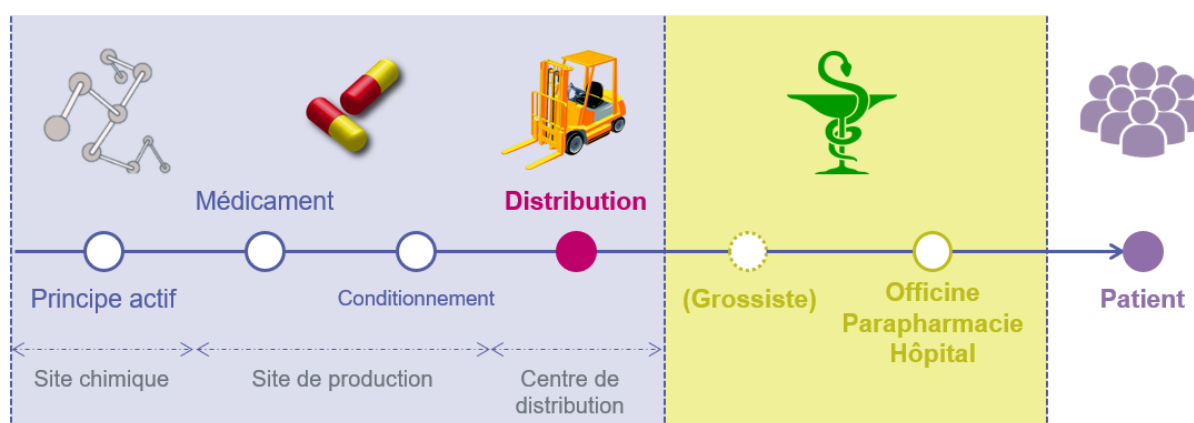 Médicament
Distribution
Principe actif
Conditionnement
(Grossiste)
Officine
Parapharmacie
Hôpital
Patient
Site chimique
Site de production
Centre de
distribution